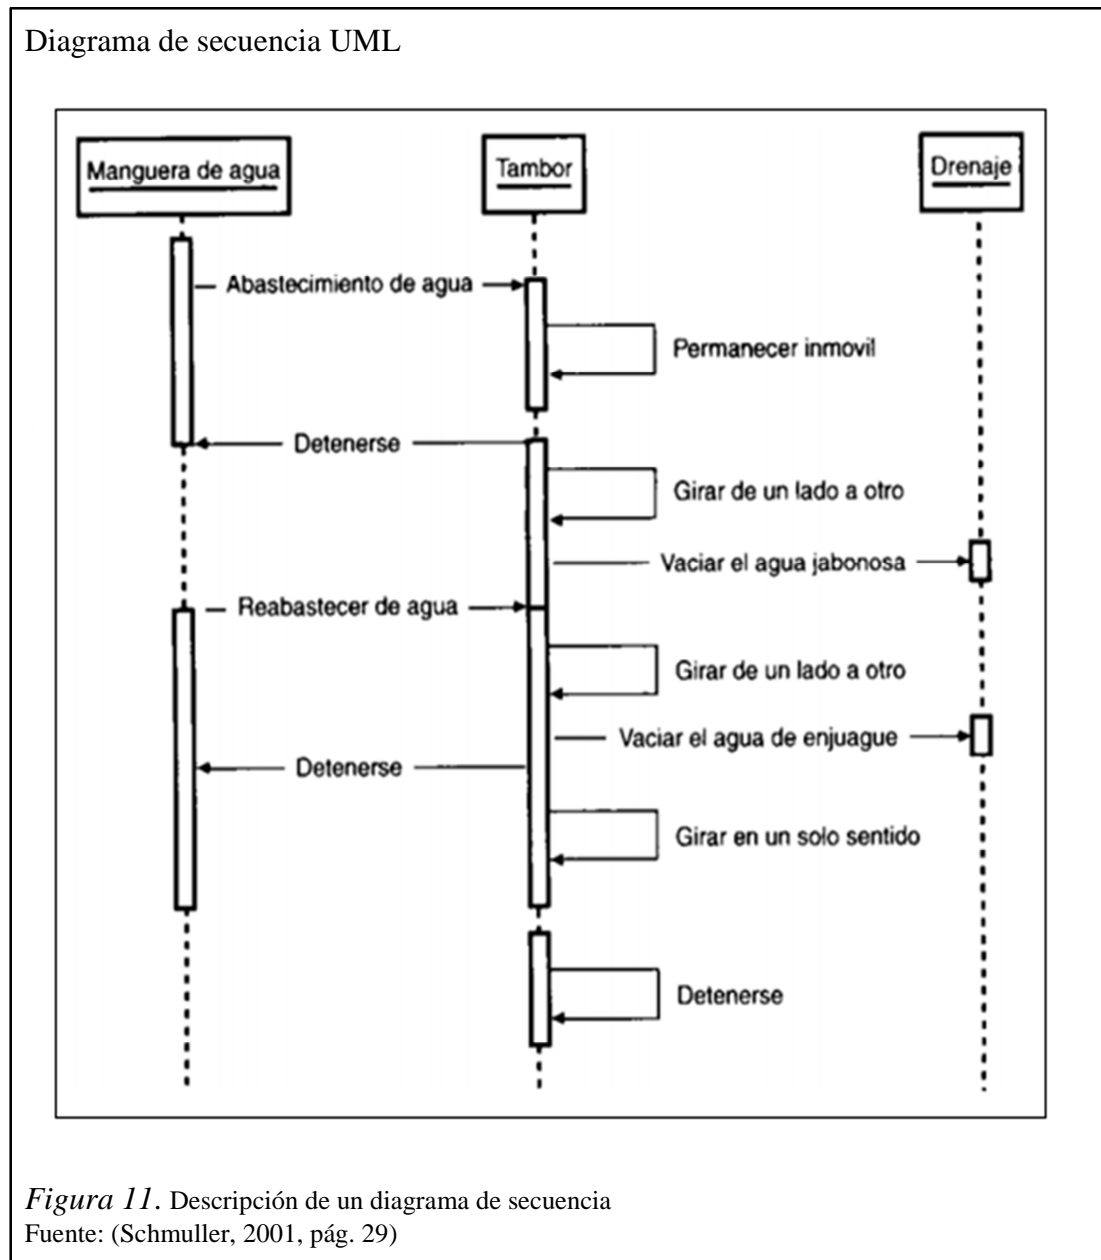 Diagrama de secuencia UML
Manguera de agua
Tambor
Drenaje
Abastecimiento de agua
Permanecer inmovil
Detenerse
Girar de un lado a otro
Vaciar el agua jabonosa
Reabastecer de agua
Girar de un lado a otro
Vaciar el agua de enjuague
Detenerse
Girar en un solo sentido
Detenerse
Figura 11. Descripción de un diagrama de secuencia
Fuente: (Schmuller, 2001, pág. 29)